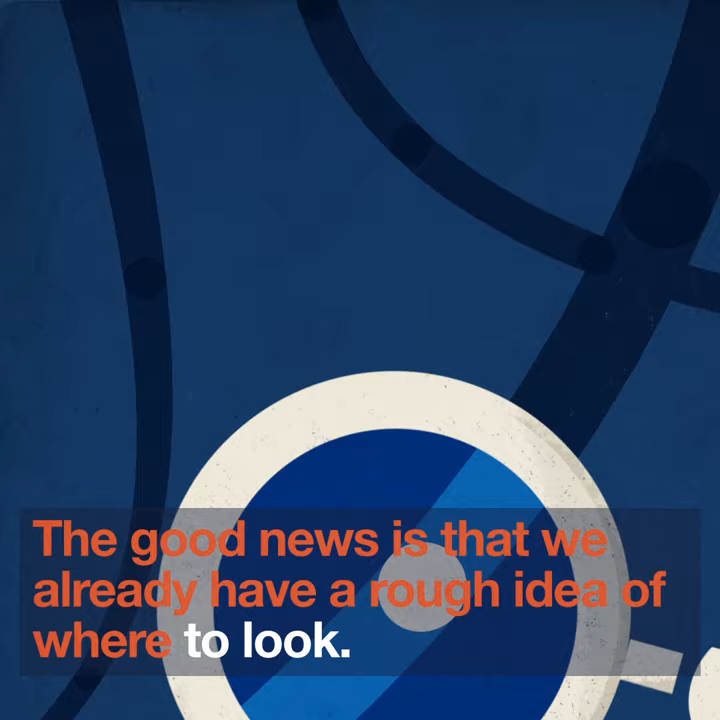 The good news is that we
already have a rough idea of
where to look.